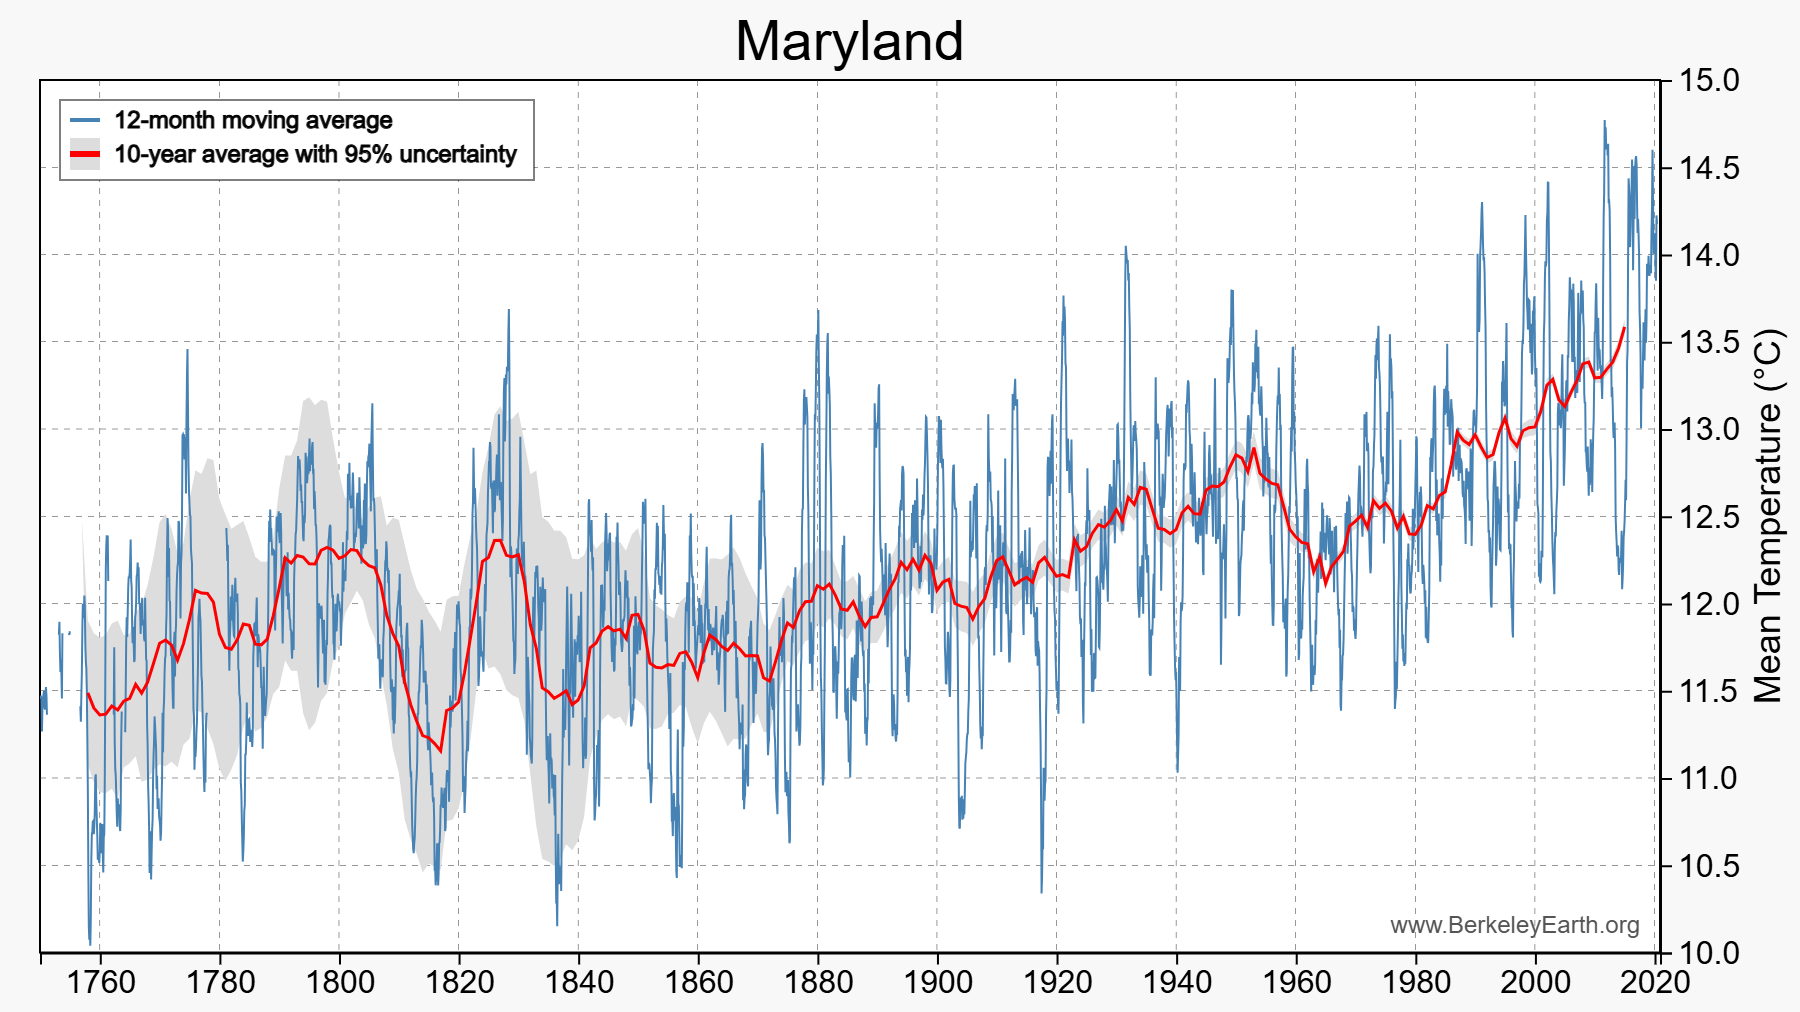 Maryland
12-month moving average
10-year average with 95% uncertainty
15.0
14.5
14.0
13.5
13.0
12.5
12.0
11.5
11.0
10.5
10.0
Mean Temperature (°C)
www.BerkeleyEarth.org
1760 1780 1800 1820 1840 1860 1880 1900 1920 1940 1960 1980 2000 2020